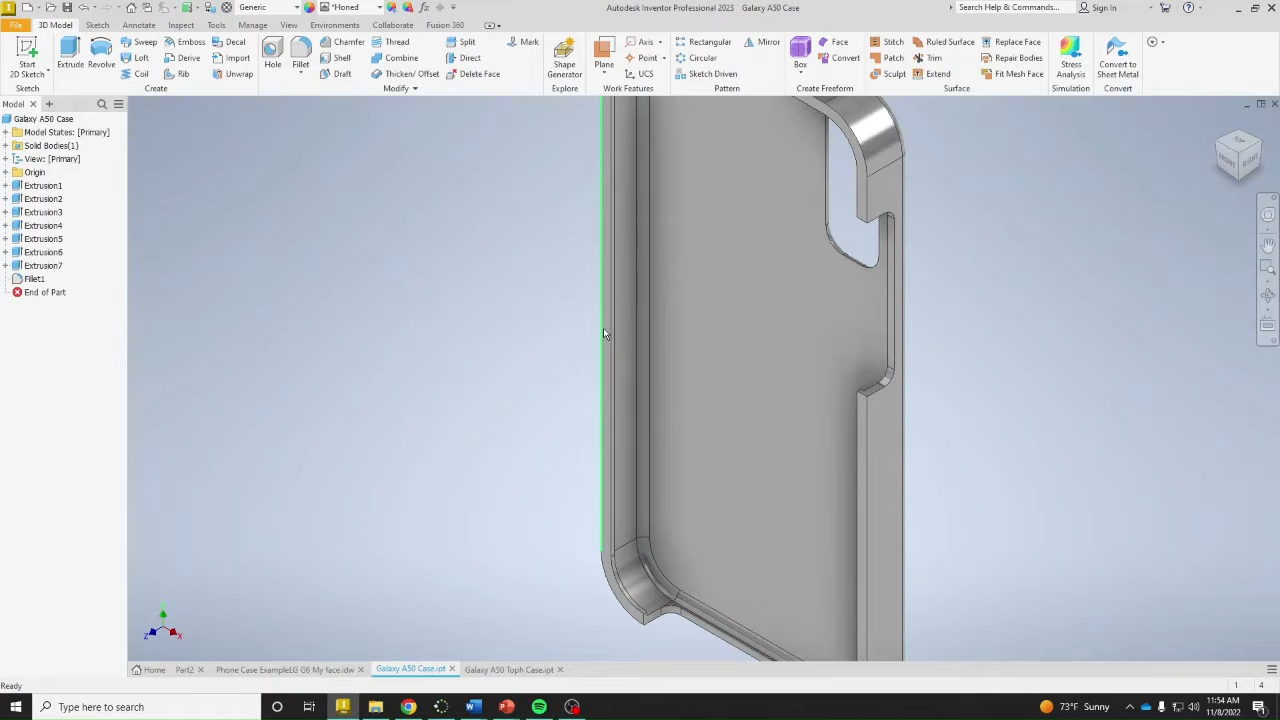 Generic
*Honed
Autodesk Inventor Professional 2023 Galaxy A50 Case
Search Help & Commands...
Sign In
File
3D Model
Sketch
Annotate
Inspect
Tools
Manage
View
Environments
Collaborate
Fusion 360
Start
2D Sketch
Extrude
Revolve
Sweep
Emboss
Decal
Loft
Derive
Import
Coil
Rib
Unwrap
Hole
Fillet
Chamfer
Thread
Split
Mark
Shell
Combine
Direct
Draft
Thicken/ Offset
Delete Face
Shape
Generator
Plane
Axis
Point
UCS
Rectangular
Mirror
Circular
Sketch Driven
Box
Face
Convert
Stitch
Ruled Surface
Replace Face
Patch
Trim
Repair Bodies
Sculpt
Extend
Fit Mesh Face
Stress
Analysis
Convert to
Sheet Metal
Sketch
Create
Modify
Explore
Work Features
Pattern
Create Freeform
Surface
Simulation
Convert
Model
Galaxy A50 Case
Model States: [Primary]
Solid Bodies(1)
View: [Primary]
Origin
Extrusion1
Extrusion2
Extrusion3
Extrusion4
Extrusion5
Extrusion6
Extrusion7
Fillet1
End of Part
TOP
FRONT
RIGHT
Z
X
Home
Part2
Phone Case ExampleLG G6 My face.idw
Galaxy A50 Case.ipt
Galaxy A50 Toph Case.ipt
Ready
1
4
Type here to search
73°F Sunny
11:54 AM
11/8/2022